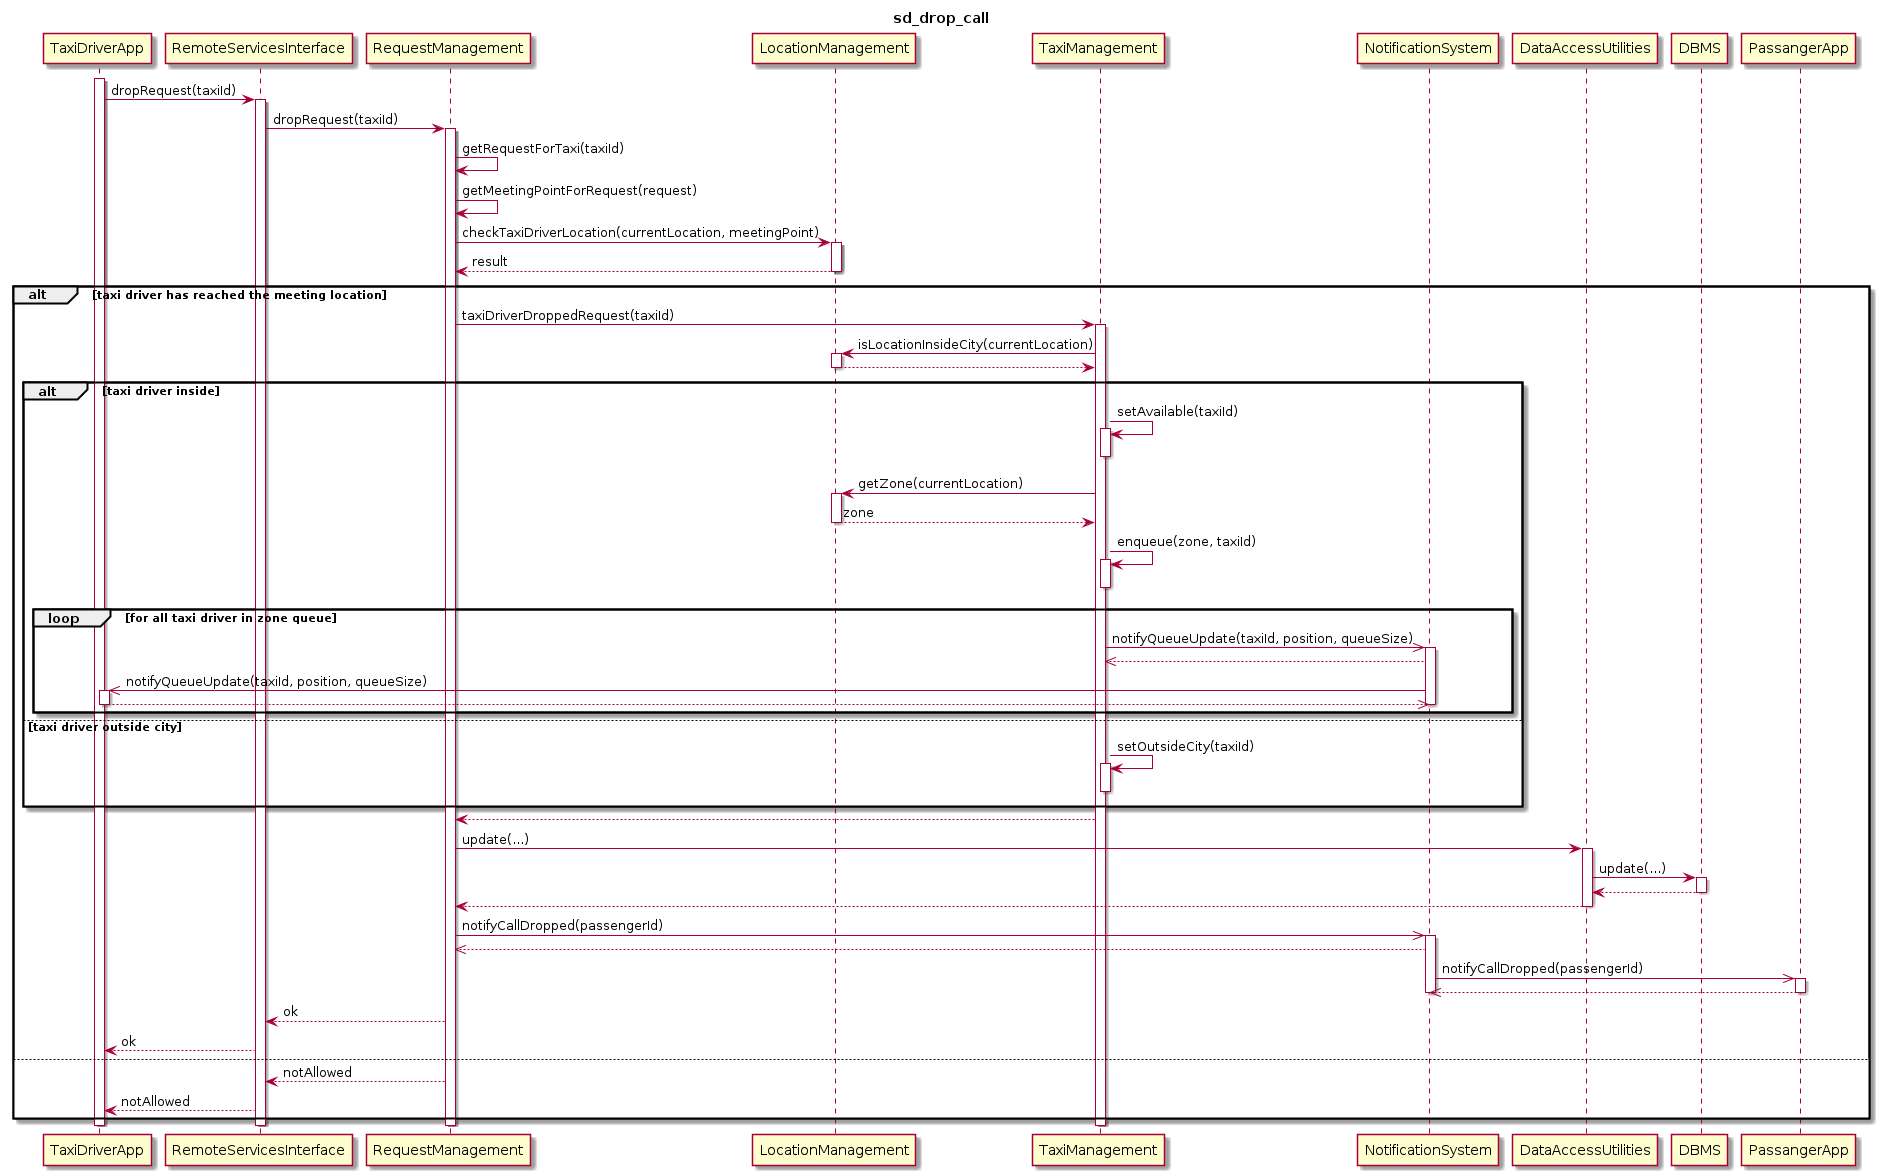 sd_drop_call
TaxiDriverApp RemoteServicesInterface RequestManagement LocationManagement TaxiManagement NotificationSystem DataAccessUtilities DBMS PassangerApp
dropRequest(taxiId)
dropRequest(taxiId)
getRequestForTaxi(taxiId)
getMeetingPointForRequest(request)
checkTaxiDriverLocation(currentLocation, meetingPoint)
result
alt [taxi driver has reached the meeting location]
taxiDriverDroppedRequest(taxiId)
isLocationInsideCity(currentLocation)
alt [taxi driver inside]
setAvailable(taxiId)
getZone(currentLocation)
zone
enqueue(zone, taxiId)
loop [for all taxi driver in zone queue]
notifyQueueUpdate(taxiId, position, queueSize)
notifyQueueUpdate(taxiId, position, queueSize)
[taxi driver outside city]
setOutsideCity(taxiId)
update(...)
update(...)
notifyCallDropped(passengerId)
notifyCallDropped(passengerId)
ok
ok
notAllowed
notAllowed
TaxiDriverApp RemoteServicesInterface RequestManagement LocationManagement TaxiManagement NotificationSystem DataAccessUtilities DBMS PassangerApp